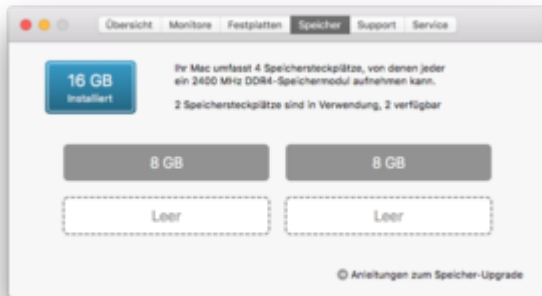 Übersicht Monitore Festplatten Speicher Support Service
16 GB
Installiert
Ihr Mac umfasst 4 Speichersteckplätze, von denen jeder
ein 2400 MHz DDR4-Speichermodul aufnehmen kann.
2 Speichersteckplätze sind in Verwendung, 2 verfügbar
8 GB 8 GB
Leer Leer
Anleitungen zum Speicher-Upgrade